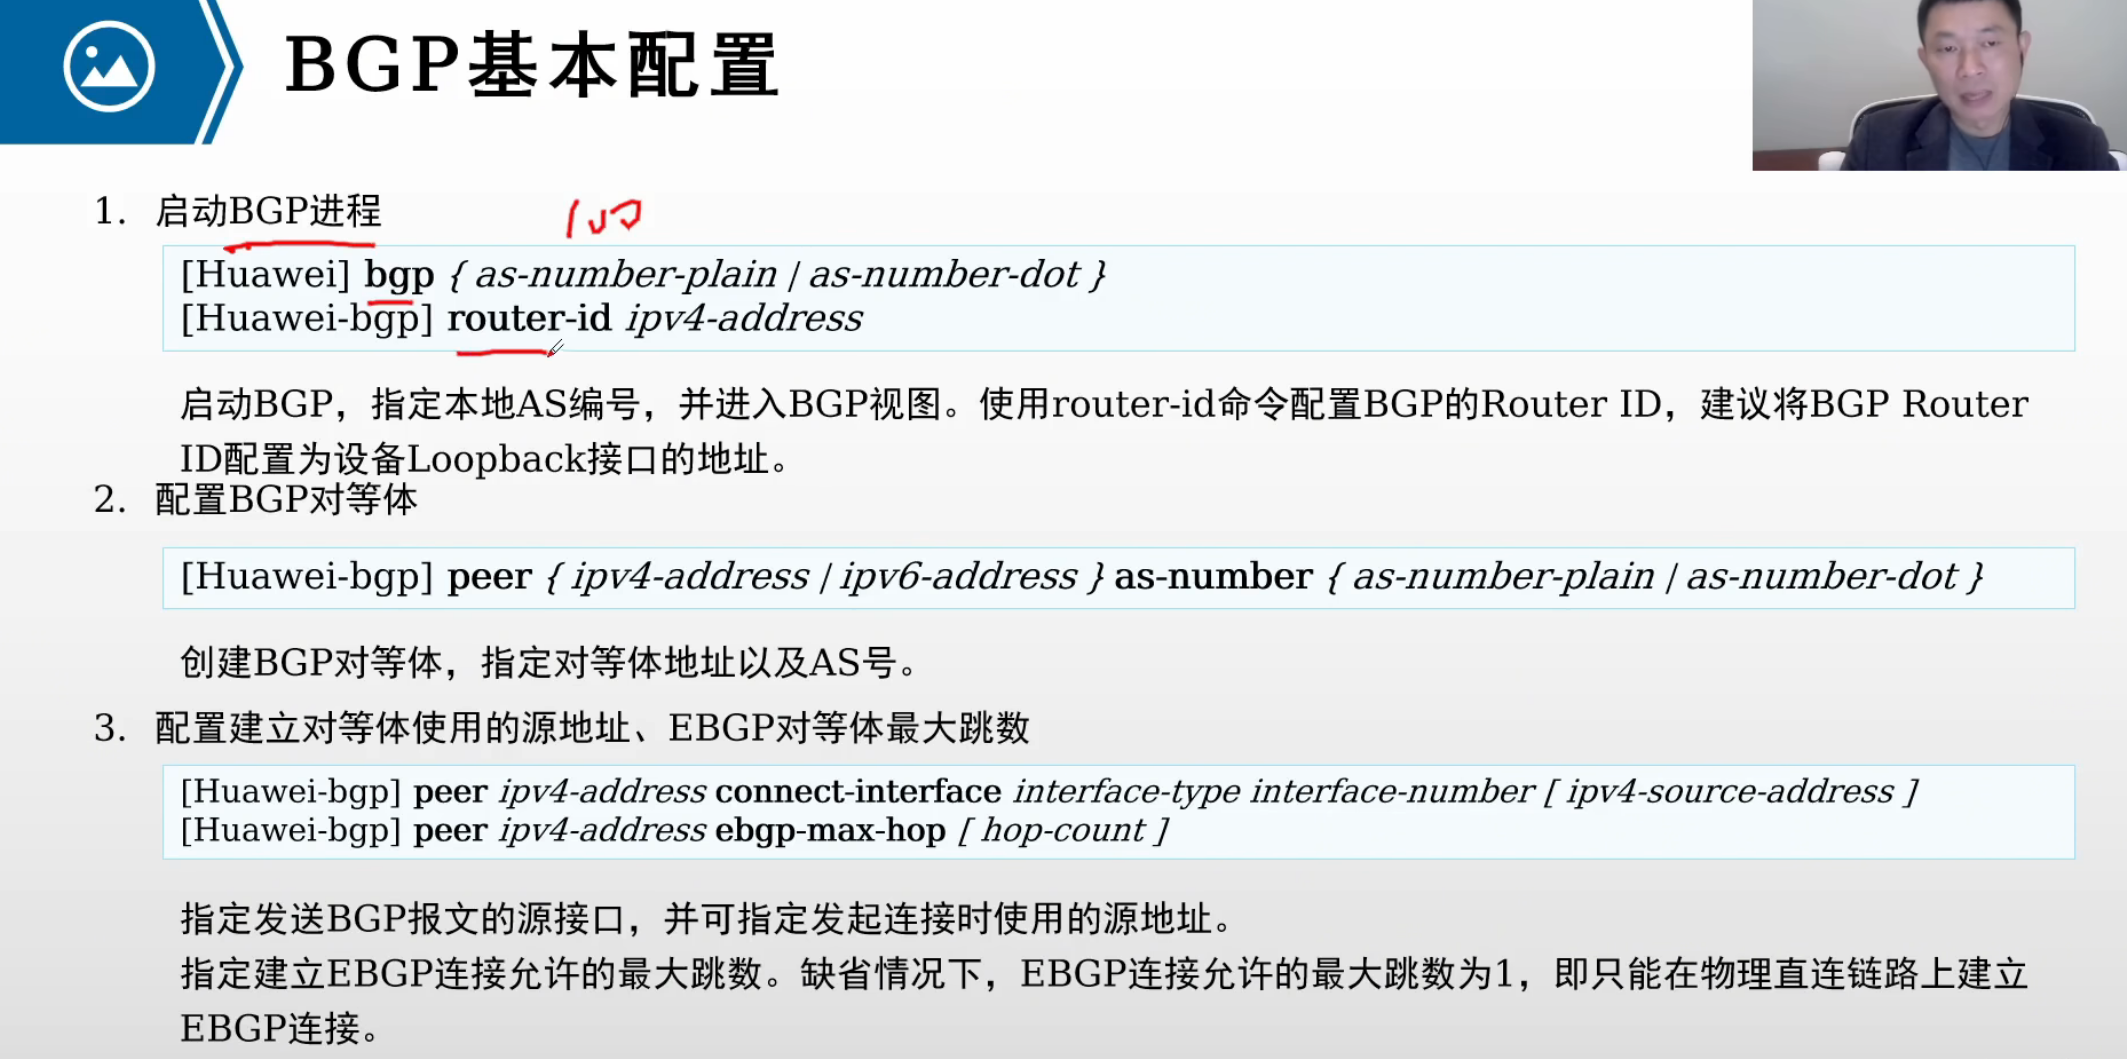 BGP基本配置
1. 启动BGP进程
100
[Huawei] bgp { as-number-plain | as-number-dot }
[Huawei-bgp] router-id ipv4-address
启动BGP，指定本地AS编号，并进入BGP视图。使用router-id命令配置BGP的Router ID，建议将BGP Router
ID配置为设备Loopback接口的地址。
2. 配置BGP对等体
[Huawei-bgp] peer { ipv4-address | ipv6-address } as-number { as-number-plain | as-number-dot }
创建BGP对等体，指定对等体地址以及AS号。
3. 配置建立对等体使用的源地址、EBGP对等体最大跳数
[Huawei-bgp] peer ipv4-address connect-interface interface-type interface-number [ ipv4-source-address ]
[Huawei-bgp] peer ipv4-address ebgp-max-hop [ hop-count ]
指定发送BGP报文的源接口，并可指定发起连接时使用的源地址。
指定建立EBGP连接允许的最大跳数。缺省情况下，EBGP连接允许的最大跳数为1，即只能在物理直连链路上建立
EBGP连接。